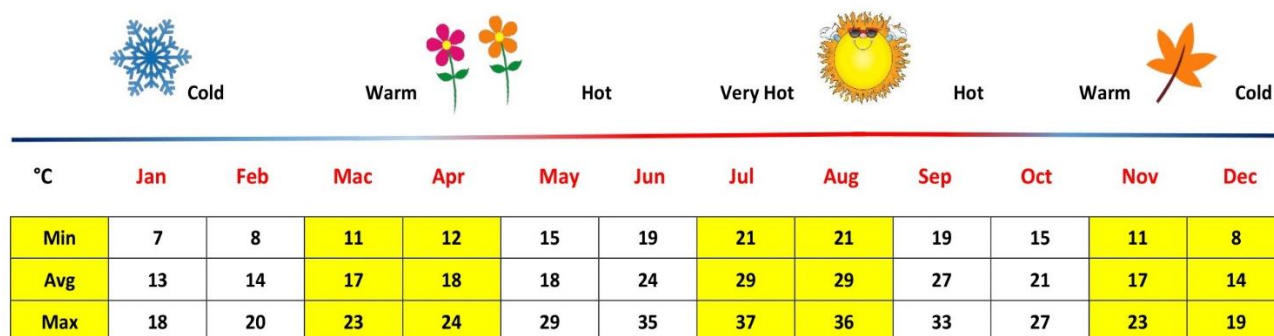 Cold Warm Hot Very Hot Hot Warm Cold
°C Jan Feb Mac Apr May Jun Jul Aug Sep Oct Nov Dec
Min 7 8 11 12 15 19 21 21 19 15 11 8
Avg 13 14 17 18 18 24 29 29 27 21 17 14
Max 18 20 23 24 29 35 37 36 33 27 23 19